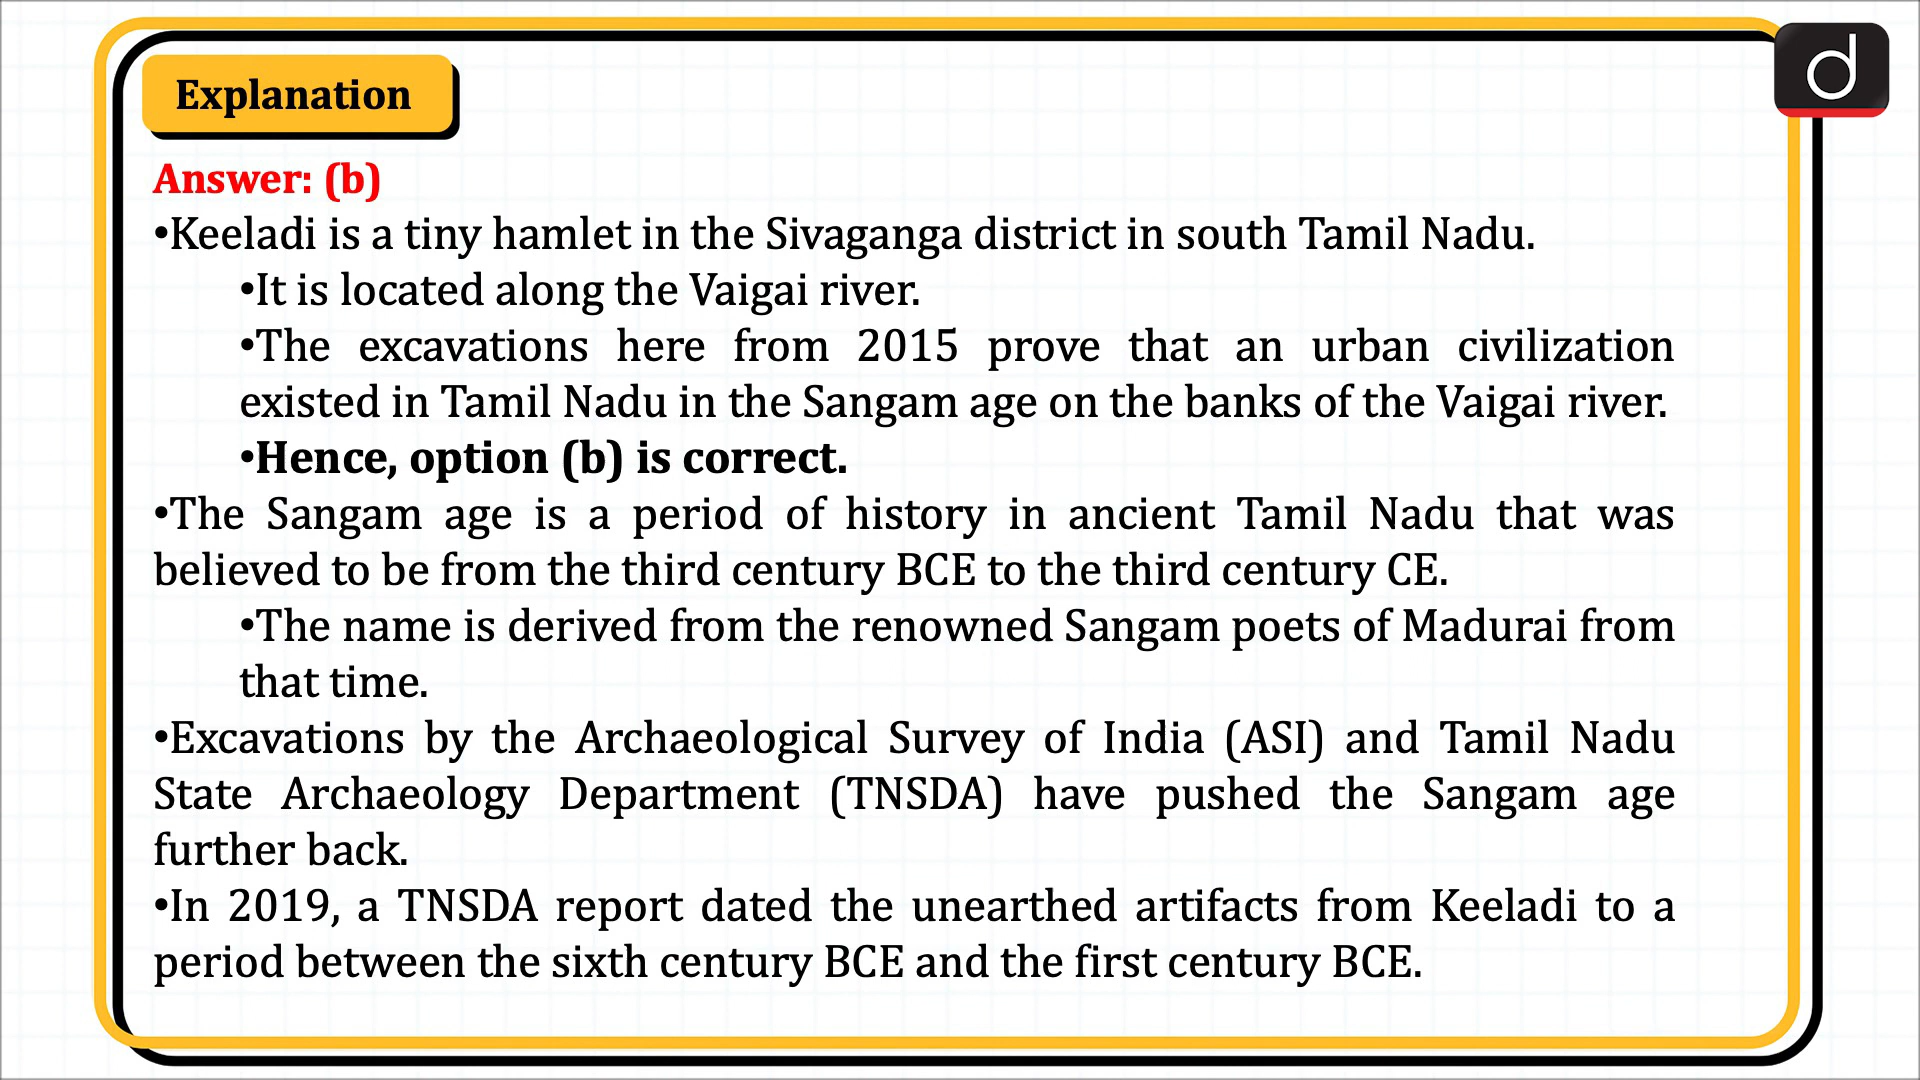 Explanation
d
Answer: (b)
•Keeladi is a tiny hamlet in the Sivaganga district in south Tamil Nadu.
•It is located along the Vaigai river.
•The excavations here from 2015 prove that an urban civilization
existed in Tamil Nadu in the Sangam age on the banks of the Vaigai river.
•Hence, option (b) is correct.
•The Sangam age is a period of history in ancient Tamil Nadu that was
believed to be from the third century BCE to the third century CE.
•The name is derived from the renowned Sangam poets of Madurai from
that time.
•Excavations by the Archaeological Survey of India (ASI) and Tamil Nadu
State Archaeology Department (TNSDA) have pushed the Sangam age
further back.
•In 2019, a TNSDA report dated the unearthed artifacts from Keeladi to a
period between the sixth century BCE and the first century BCE.